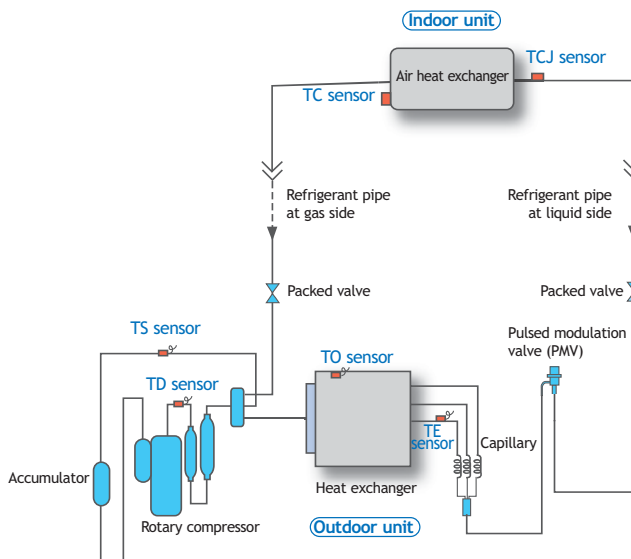 Indoor unit
TCJ sensor
Air heat exchanger
TC sensor
Refrigerant pipe
at gas side
Refrigerant pipe
at liquid side
Packed valve
Packed valve
TS sensor
Pulsed modulation
valve (PMV)
TO sensor
TD sensor
TE
sensor
Capillary
Accumulator
Heat exchanger
Rotary compressor
Outdoor unit